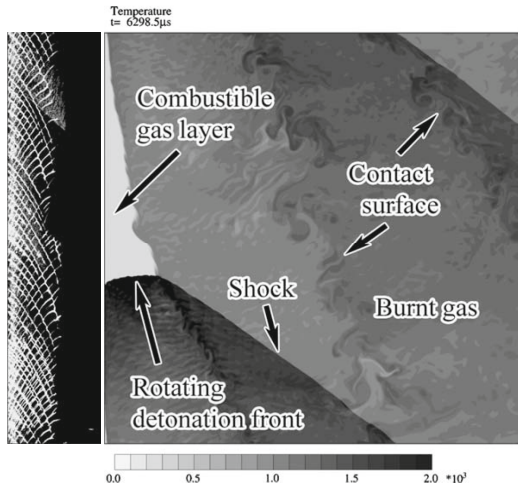 Temperature
t= 6298.5μs
Combustible
gas layer
Contact
surface
Shock
Burnt gas
Rotating
detonation front
0.0 0.5 1.0 1.5 2.0 *10³